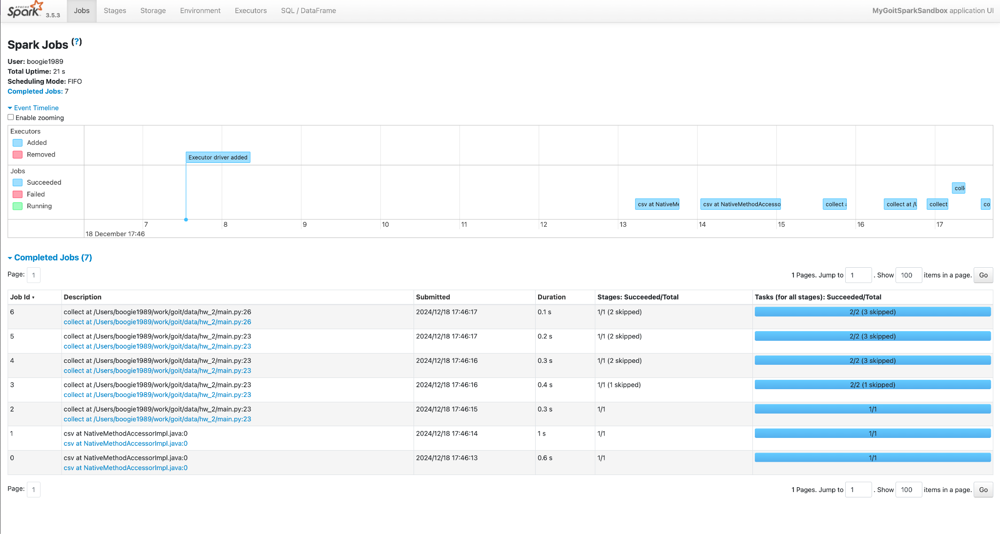 APACHE Spark 3.5.3 Jobs Stages Storage Environment Executors SQL / DataFrame MyGoitSparkSandbox application UI
Spark Jobs (?)
User: boogie1989
Total Uptime: 21 s
Scheduling Mode: FIFO
Completed Jobs: 7
Event Timeline
Enable zooming
Executors
Added
Removed
Executor driver added
Jobs
Succeeded
Failed
Running
coll
csv at NativeMe csv at NativeMethodAccesso collect a collect at /U collect co
7 8 9 10 11 12 13 14 15 16 17
18 December 17:46
Completed Jobs (7)
Page: 1 1 Pages. Jump to 1 . Show 100 items in a page. Go
Job Id ▾ Description Submitted Duration Stages: Succeeded/Total Tasks (for all stages): Succeeded/Total
6 collect at /Users/boogie1989/work/goit/data/hw_2/main.py:26 2024/12/18 17:46:17 0.1 s 1/1 (2 skipped) 2/2 (3 skipped)
collect at /Users/boogie1989/work/goit/data/hw_2/main.py:26
5 collect at /Users/boogie1989/work/goit/data/hw_2/main.py:23 2024/12/18 17:46:17 0.2 s 1/1 (2 skipped) 2/2 (3 skipped)
collect at /Users/boogie1989/work/goit/data/hw_2/main.py:23
4 collect at /Users/boogie1989/work/goit/data/hw_2/main.py:23 2024/12/18 17:46:16 0.3 s 1/1 (2 skipped) 2/2 (3 skipped)
collect at /Users/boogie1989/work/goit/data/hw_2/main.py:23
3 collect at /Users/boogie1989/work/goit/data/hw_2/main.py:23 2024/12/18 17:46:16 0.4 s 1/1 (1 skipped) 2/2 (1 skipped)
collect at /Users/boogie1989/work/goit/data/hw_2/main.py:23
2 collect at /Users/boogie1989/work/goit/data/hw_2/main.py:23 2024/12/18 17:46:15 0.3 s 1/1 1/1
collect at /Users/boogie1989/work/goit/data/hw_2/main.py:23
1 csv at NativeMethodAccessorImpl.java:0 2024/12/18 17:46:14 1 s 1/1 1/1
csv at NativeMethodAccessorImpl.java:0
0 csv at NativeMethodAccessorImpl.java:0 2024/12/18 17:46:13 0.6 s 1/1 1/1
csv at NativeMethodAccessorImpl.java:0
Page: 1 1 Pages. Jump to 1 . Show 100 items in a page. Go